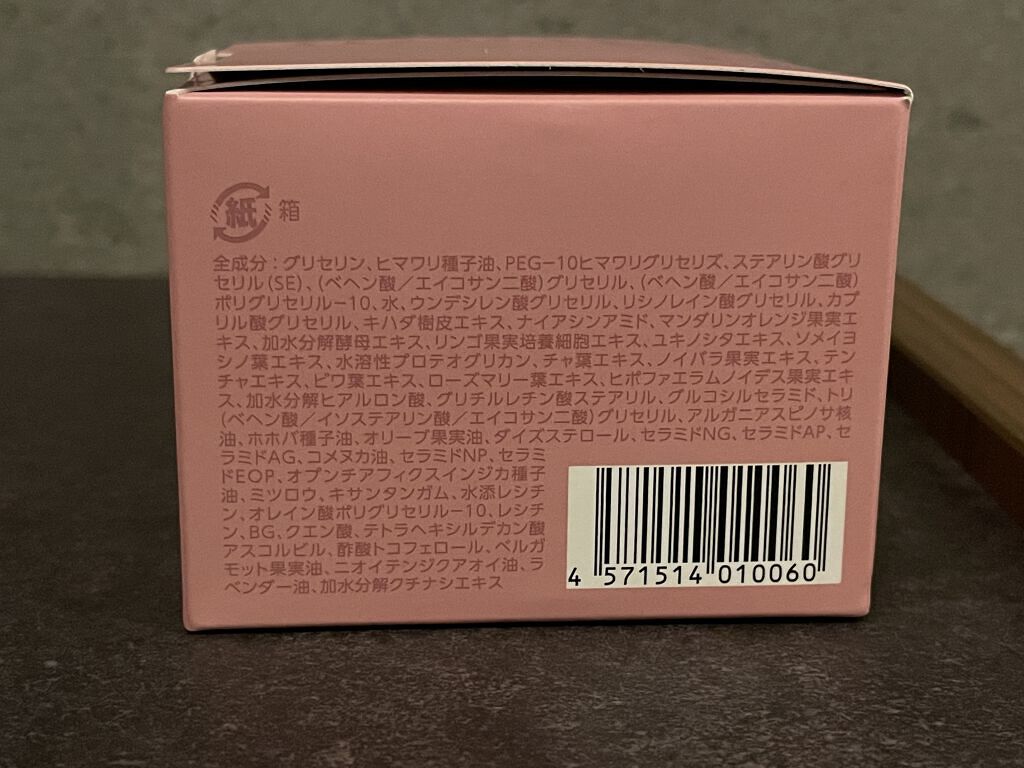 紙 箱
全成分：グリセリン、ヒマワリ種子油、PEG-10ヒマワリグリセリズ、ステアリン酸グリ
セリル(SE)、(ベヘン酸／エイコサン二酸)グリセリル、(ベヘン酸／エイコサン二酸)
ポリグリセリル-10、水、ウンデシレン酸グリセリル、リシノレイン酸グリセリル、カプ
リル酸グリセリル、キハダ樹皮エキス、ナイアシンアミド、マンダリンオレンジ果実エ
キス、加水分解酵母エキス、リンゴ果実培養細胞エキス、ユキノシタエキス、ソメイヨ
シノ葉エキス、水溶性プロテオグリカン、チャ葉エキス、ノイバラ果実エキス、テン
チャエキス、ビワ葉エキス、ローズマリー葉エキス、ヒポファエラムノイデス果実エキ
ス、加水分解ヒアルロン酸、グリチルレチン酸ステアリル、グルコシルセラミド、トリ
(ベヘン酸／イソステアリン酸／エイコサン二酸)グリセリル、アルガニアスピノサ核
油、ホホバ種子油、オリーブ果実油、ダイズステロール、セラミドNG、セラミドAP、セ
ラミドAG、コメヌカ油、セラミドNP、セラミ
ドEOP、オプンチアフィクスインジカ種子
油、ミツロウ、キサンタンガム、水添レシチ
ン、オレイン酸ポリグリセリル-10、レシチ
ン、BG、クエン酸、テトラヘキシルデカン酸
アスコルビル、酢酸トコフェロール、ベルガ
モット果実油、ニオイテンジクアオイ油、ラ
ベンダー油、加水分解クチナシエキス
4 571514 010060